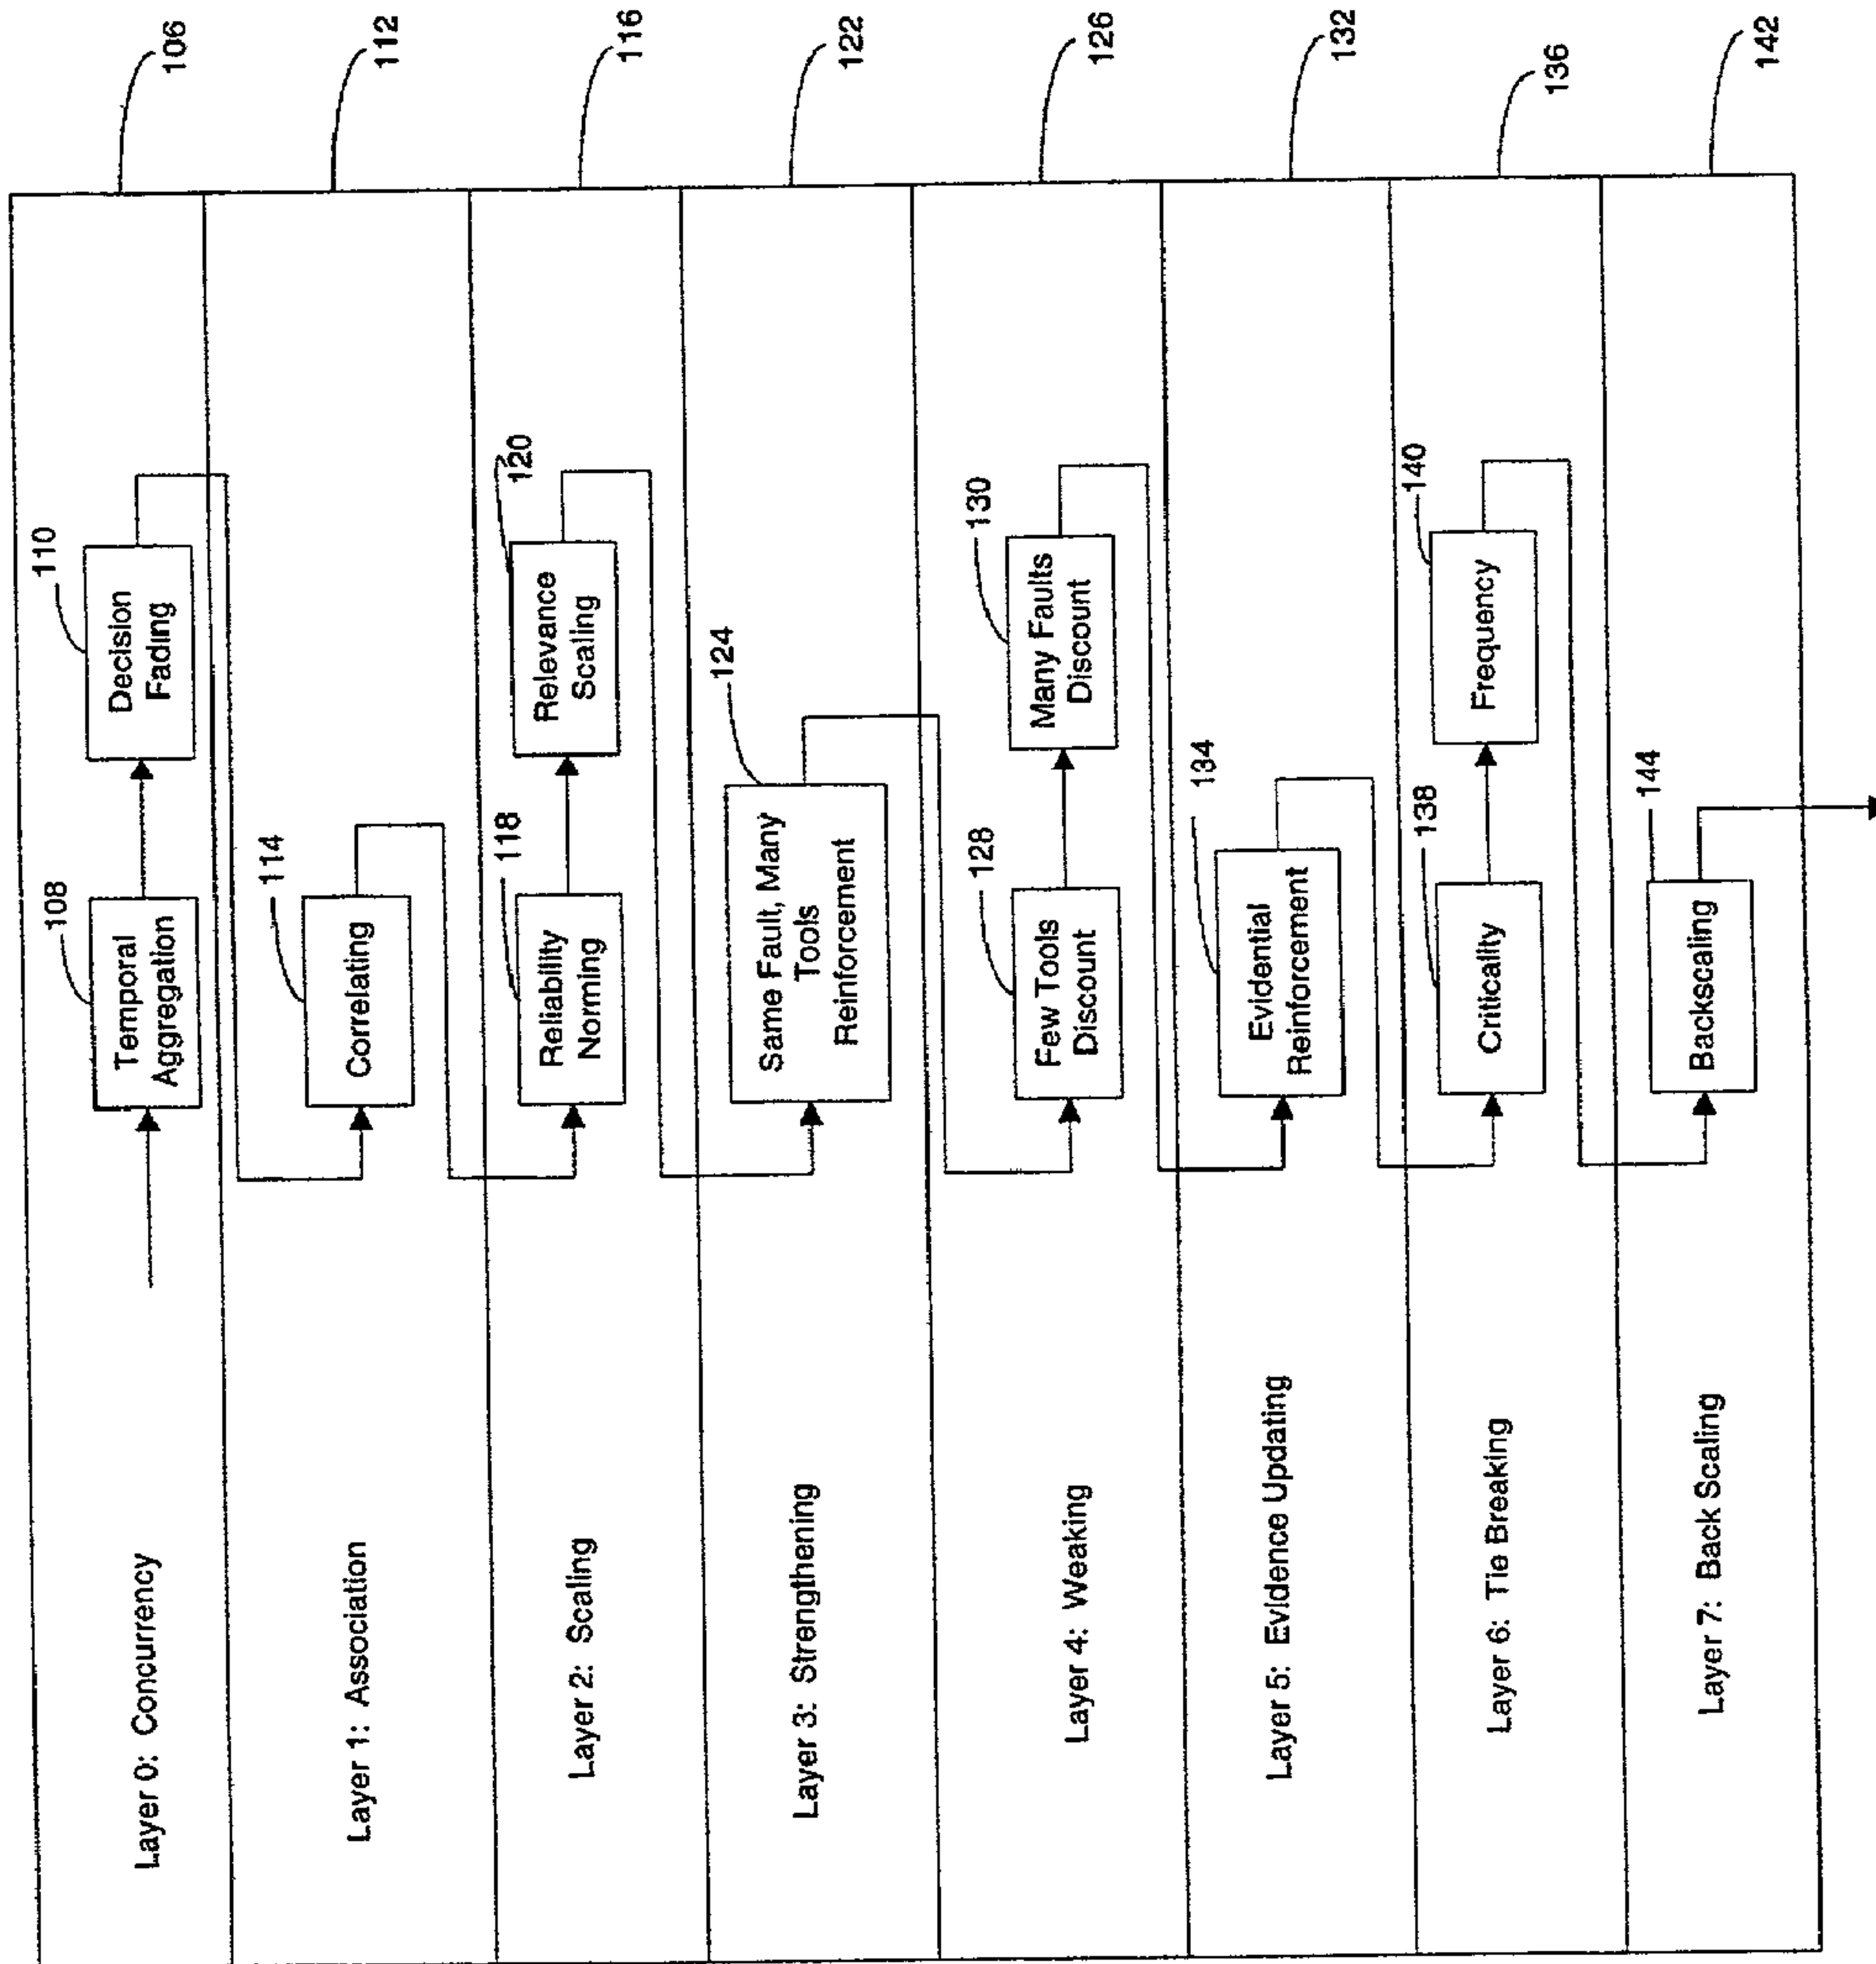 Layer 0: Concurrency
108
Temporal
Aggregation
110
Decision
Fading
106
Layer 1: Association
114
Correlating
112
Layer 2: Scaling
118
Reliability
Norming
120
Relevance
Scaling
116
Layer 3: Strengthening
124
Same Fault, Many
Tools
Reinforcement
122
Layer 4: Weaking
128
Few Tools
Discount
130
Many Faults
Discount
126
Layer 5: Evidence Updating
134
Evidential
Reinforcement
132
Layer 6: Tie Breaking
138
Criticality
140
Frequency
136
Layer 7: Back Scaling
144
Backscaling
142